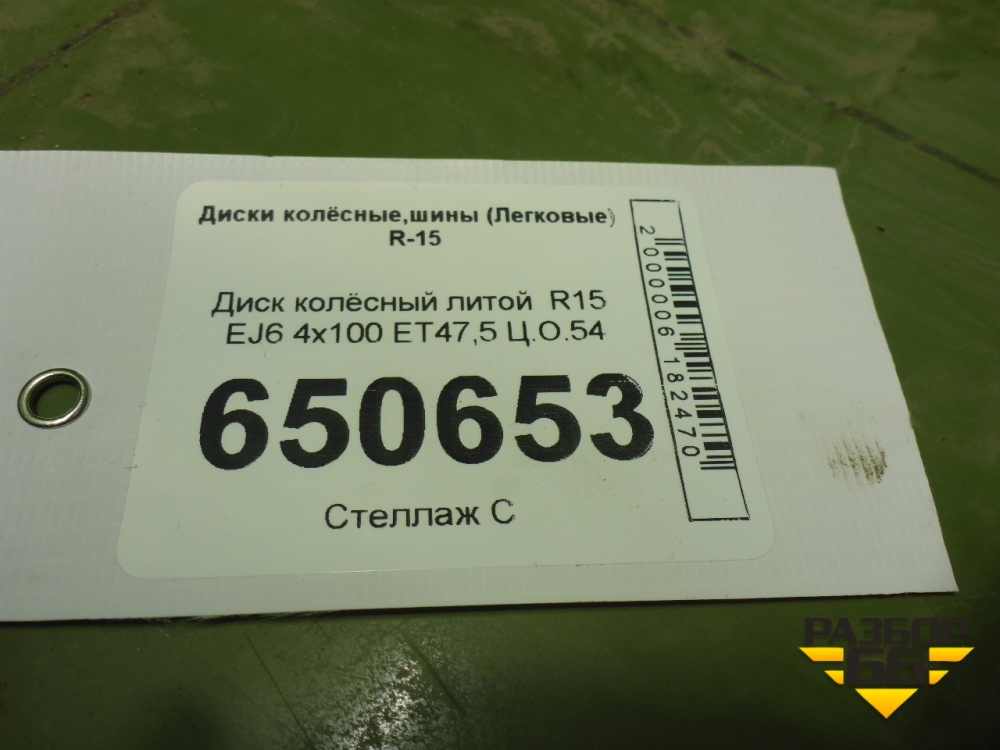 Диски колёсные,шины (Легковые)
R-15
Диск колёсный литой R15
EJ6 4x100 ET47,5 Ц.О.54
650653
Стеллаж С
2000006182470
РАЗБОР
66